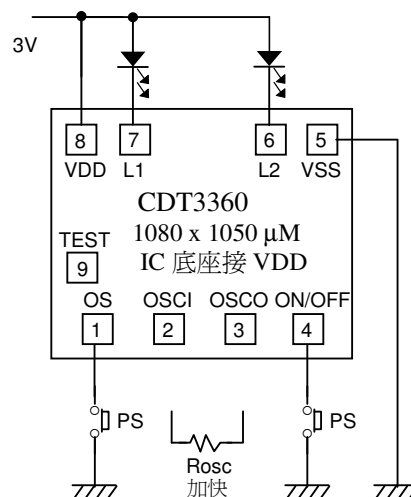 3V
8 7 6 5
VDD L1 L2 VSS
CDT3360
1080 x 1050 μM
IC 底座接 VDD
TEST
9
OS OSCI OSCO ON/OFF
1 2 3 4
PS PS
Rosc
加快